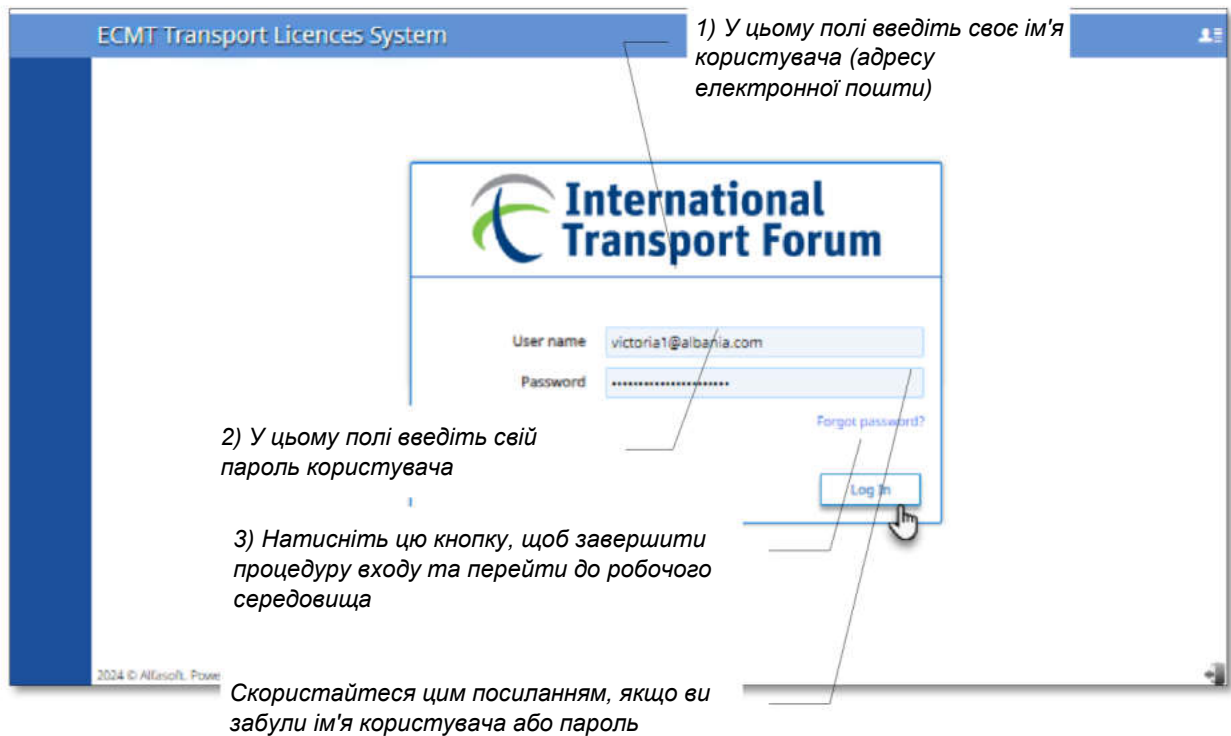 ECMT Transport Licences System
1) У цьому полі введіть своє ім'я
користувача (адресу
електронної пошти)
International
Transport Forum
User name victoria1@albania.com
Password ••••••••••••••••••••••
Forgot password?
2) У цьому полі введіть свій
пароль користувача
Log In
3) Натисніть цю кнопку, щоб завершити
процедуру входу та перейти до робочого
середовища
2024 © Alfasoft.
Скористайтеся цим посиланням, якщо ви
забули ім'я користувача або пароль